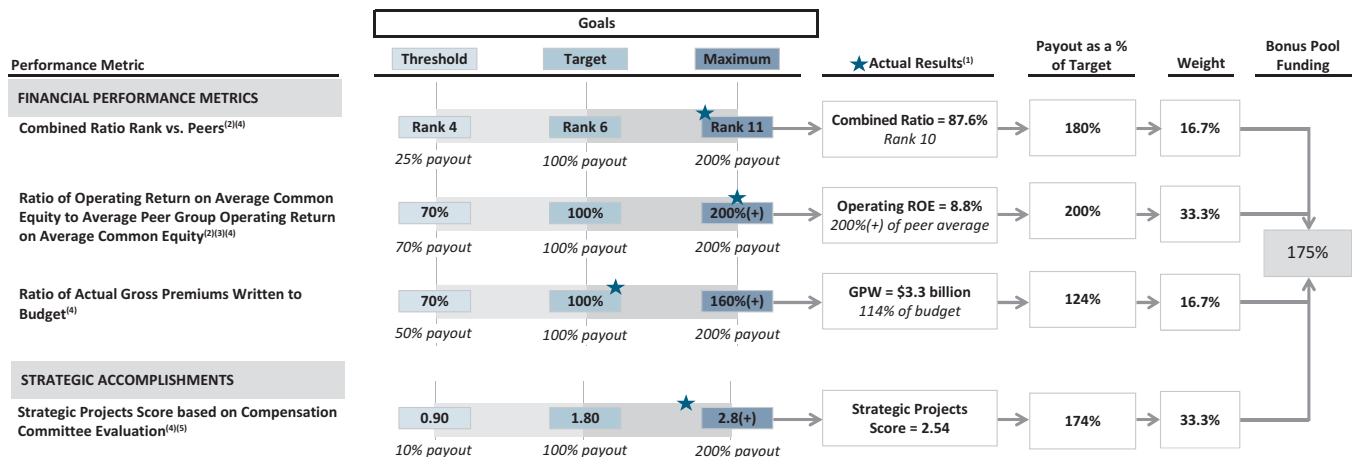 Goals
Performance Metric
Threshold
Target
Maximum
Actual Results(1)
Payout as a %
of Target
Weight
Bonus Pool
Funding
FINANCIAL PERFORMANCE METRICS
Combined Ratio Rank vs. Peers(2)(4)
Rank 4
Rank 6
Rank 11
25% payout
100% payout
200% payout
Combined Ratio = 87.6%
Rank 10
180%
16.7%
Ratio of Operating Return on Average Common
Equity to Average Peer Group Operating Return
on Average Common Equity(2)(3)(4)
70%
100%
200%(+)
70% payout
100% payout
200% payout
Operating ROE = 8.8%
200%(+) of peer average
200%
33.3%
175%
Ratio of Actual Gross Premiums Written to
Budget(4)
70%
100%
160%(+)
50% payout
100% payout
200% payout
GPW = $3.3 billion
114% of budget
124%
16.7%
STRATEGIC ACCOMPLISHMENTS
Strategic Projects Score based on Compensation
Committee Evaluation(4)(5)
0.90
1.80
2.8(+)
10% payout
100% payout
200% payout
Strategic Projects
Score = 2.54
174%
33.3%